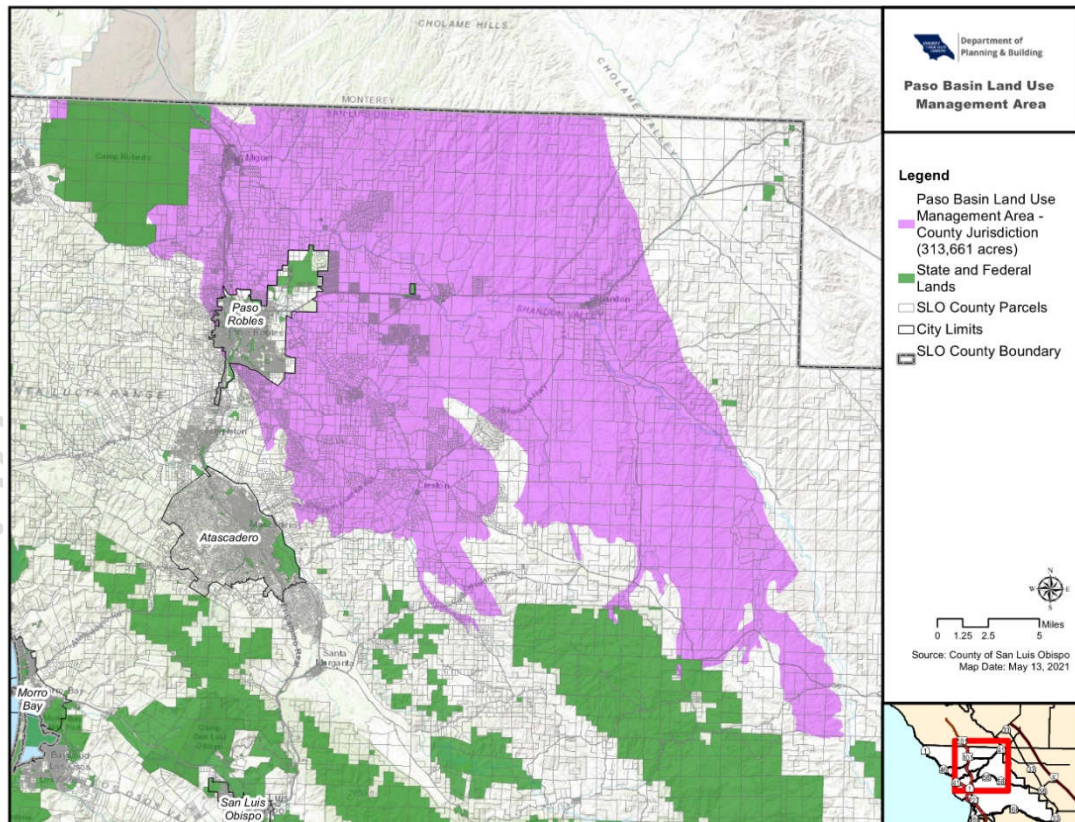 CHOLAME HILLS
CHOLAME VALLEY
MONTEREY
SAN LUIS OBISPO
Camp Roberts
Miguel
Paso
Robles
SHANDON VALLEY
Creston
Atascadero
Santa
Margarita
Morro
Bay
San Luis
Obispo
Department of
Planning & Building
Paso Basin Land Use
Management Area
Legend
Paso Basin Land Use
Management Area -
County Jurisdiction
(313,661 acres)
State and Federal
Lands
SLO County Parcels
City Limits
SLO County Boundary
N
W
E
S
Miles
0 1.25 2.5 5
Source: County of San Luis Obispo
Map Date: May 13, 2021